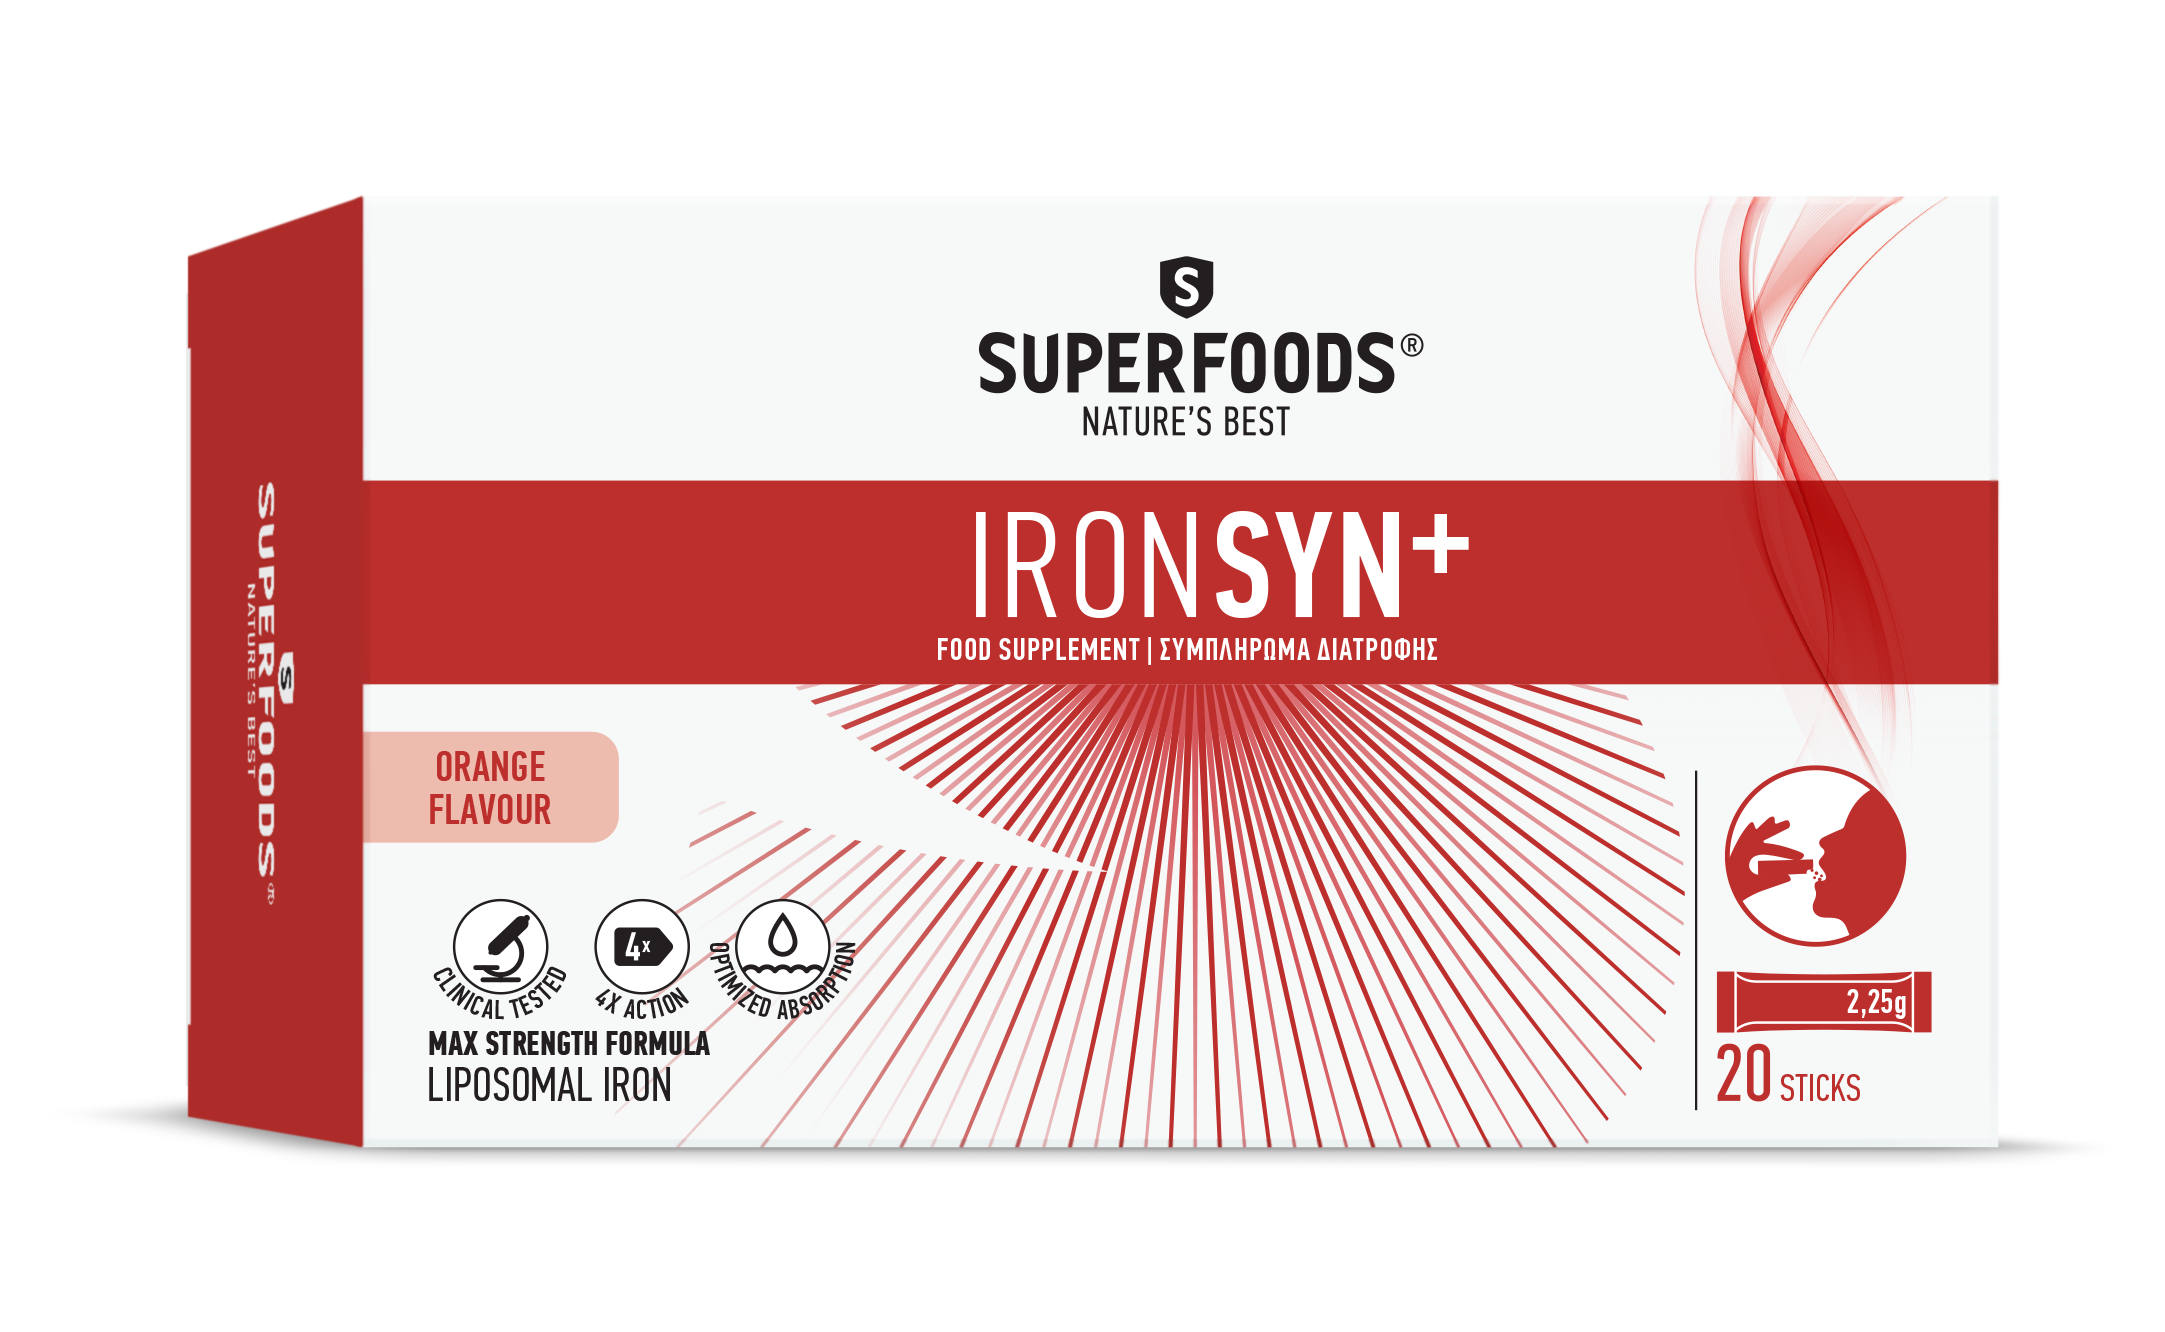 S
SUPERFOODS®
NATURE'S BEST
IRONSYN+
FOOD SUPPLEMENT | ΣΥΜΠΛΗΡΩΜΑ ΔΙΑΤΡΟΦΗΣ
ORANGE
FLAVOUR
CLINICAL TESTED
4x
4X ACTION
OPTIMIZED ABSORPTION
MAX STRENGTH FORMULA
LIPOSOMAL IRON
2,25g
20 STICKS
S
SUPERFOODS®
NATURE'S BEST